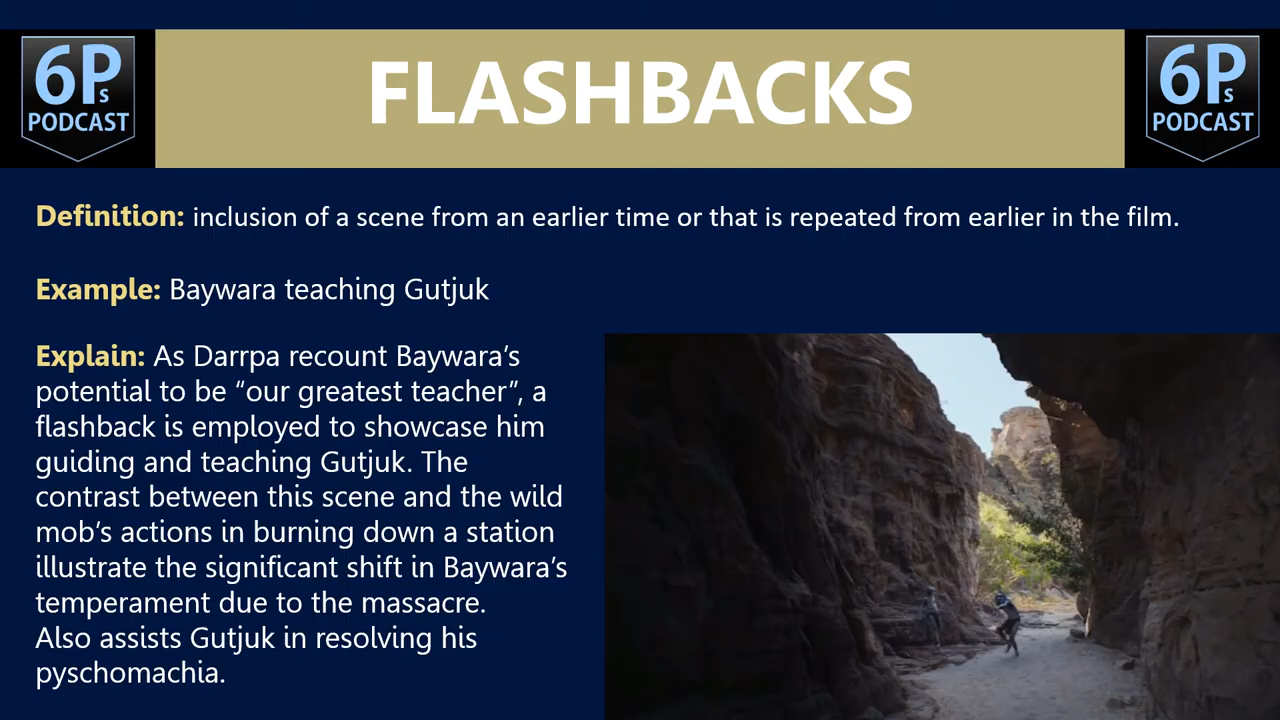 6Ps
PODCAST
FLASHBACKS
6Ps
PODCAST
Definition: inclusion of a scene from an earlier time or that is repeated from earlier in the film.
Example: Baywara teaching Gutjuk
Explain: As Darrpa recount Baywara’s
potential to be “our greatest teacher”, a
flashback is employed to showcase him
guiding and teaching Gutjuk. The
contrast between this scene and the wild
mob’s actions in burning down a station
illustrate the significant shift in Baywara’s
temperament due to the massacre.
Also assists Gutjuk in resolving his
pyschomachia.